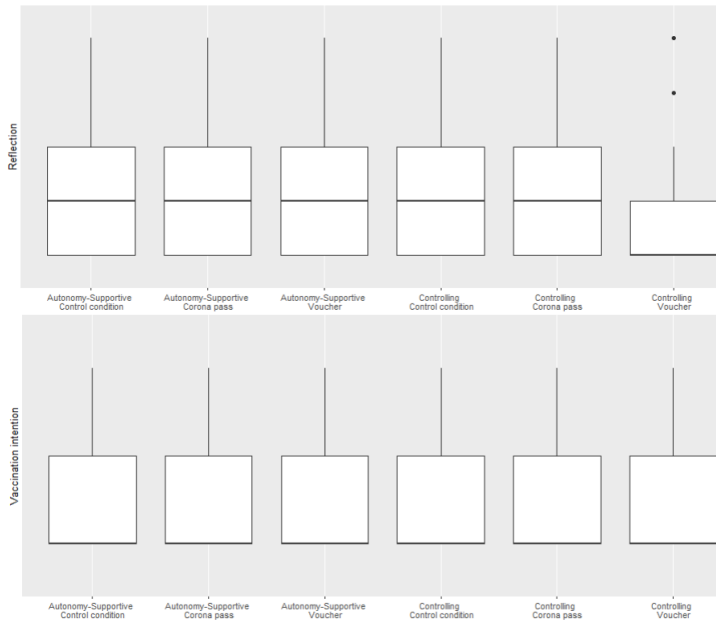 Reflection
Autonomy-Supportive
Control condition
Autonomy-Supportive
Corona pass
Autonomy-Supportive
Voucher
Controlling
Control condition
Controlling
Corona pass
Controlling
Voucher
Vaccination intention
Autonomy-Supportive
Control condition
Autonomy-Supportive
Corona pass
Autonomy-Supportive
Voucher
Controlling
Control condition
Controlling
Corona pass
Controlling
Voucher